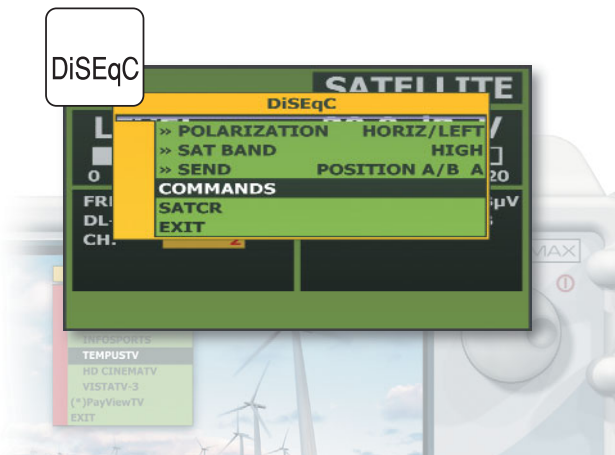 DiSEqC
SATELLITE
DiSEqC
» POLARIZATION HORIZ/LEFT
» SAT BAND HIGH
» SEND POSITION A/B A
COMMANDS
SATCR
EXIT
0 20
µV
DL-
CH. 2
MAX
INFOSPORTS
TEMPUSTV
HD CINEMATV
VISTATV-3
(*)PayViewTV
EXIT